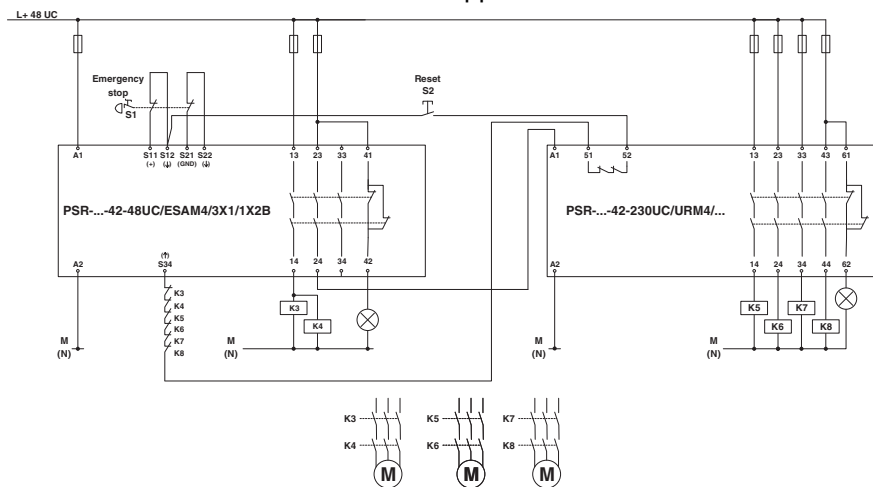 L+ 48 UC
Emergency
stop
S1
Reset
S2
A1 S11 S12 S21 S22 13 23 33 41 A1 51 52 13 23 33 43 61
(+) (↓) (GND) (↓)
PSR-...-42-48UC/ESAM4/3X1/1X2B
PSR-...-42-230UC/URM4/...
(↑)
A2 S34 14 24 34 42 A2 14 24 34 44 62
K3
K4
K5
K6
K7
K8
K3
K4
K5
K6
K7
K8
M
(N)
M
(N)
M
(N)
M
(N)
K3 K5 K7
K4 K6 K8
M M M